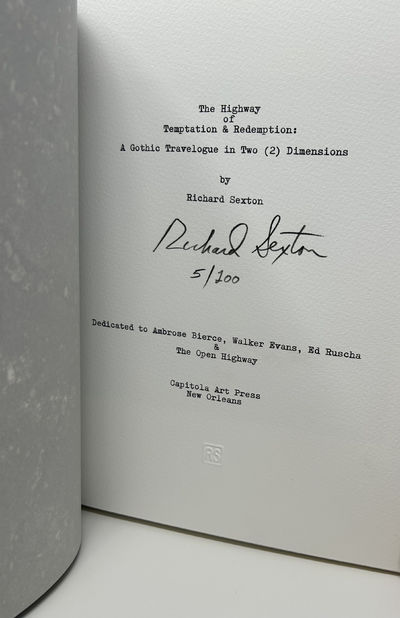 The Highway
of
Temptation & Redemption:
A Gothic Travelogue in Two (2) Dimensions
by
Richard Sexton
Richard Sexton
5/100
Dedicated to Ambrose Bierce, Walker Evans, Ed Ruscha
&
The Open Highway
Capitola Art Press
New Orleans
RS